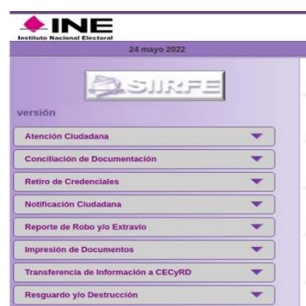 INE
Instituto Nacional Electoral
24 mayo 2022
SIIRFE
versión
Atención Ciudadana
Conciliación de Documentación
Retiro de Credenciales
Notificación Ciudadana
Reporte de Robo y/o Extravio
Impresión de Documentos
Transferencia de Información a CECyRD
Resguardo y/o Destrucción